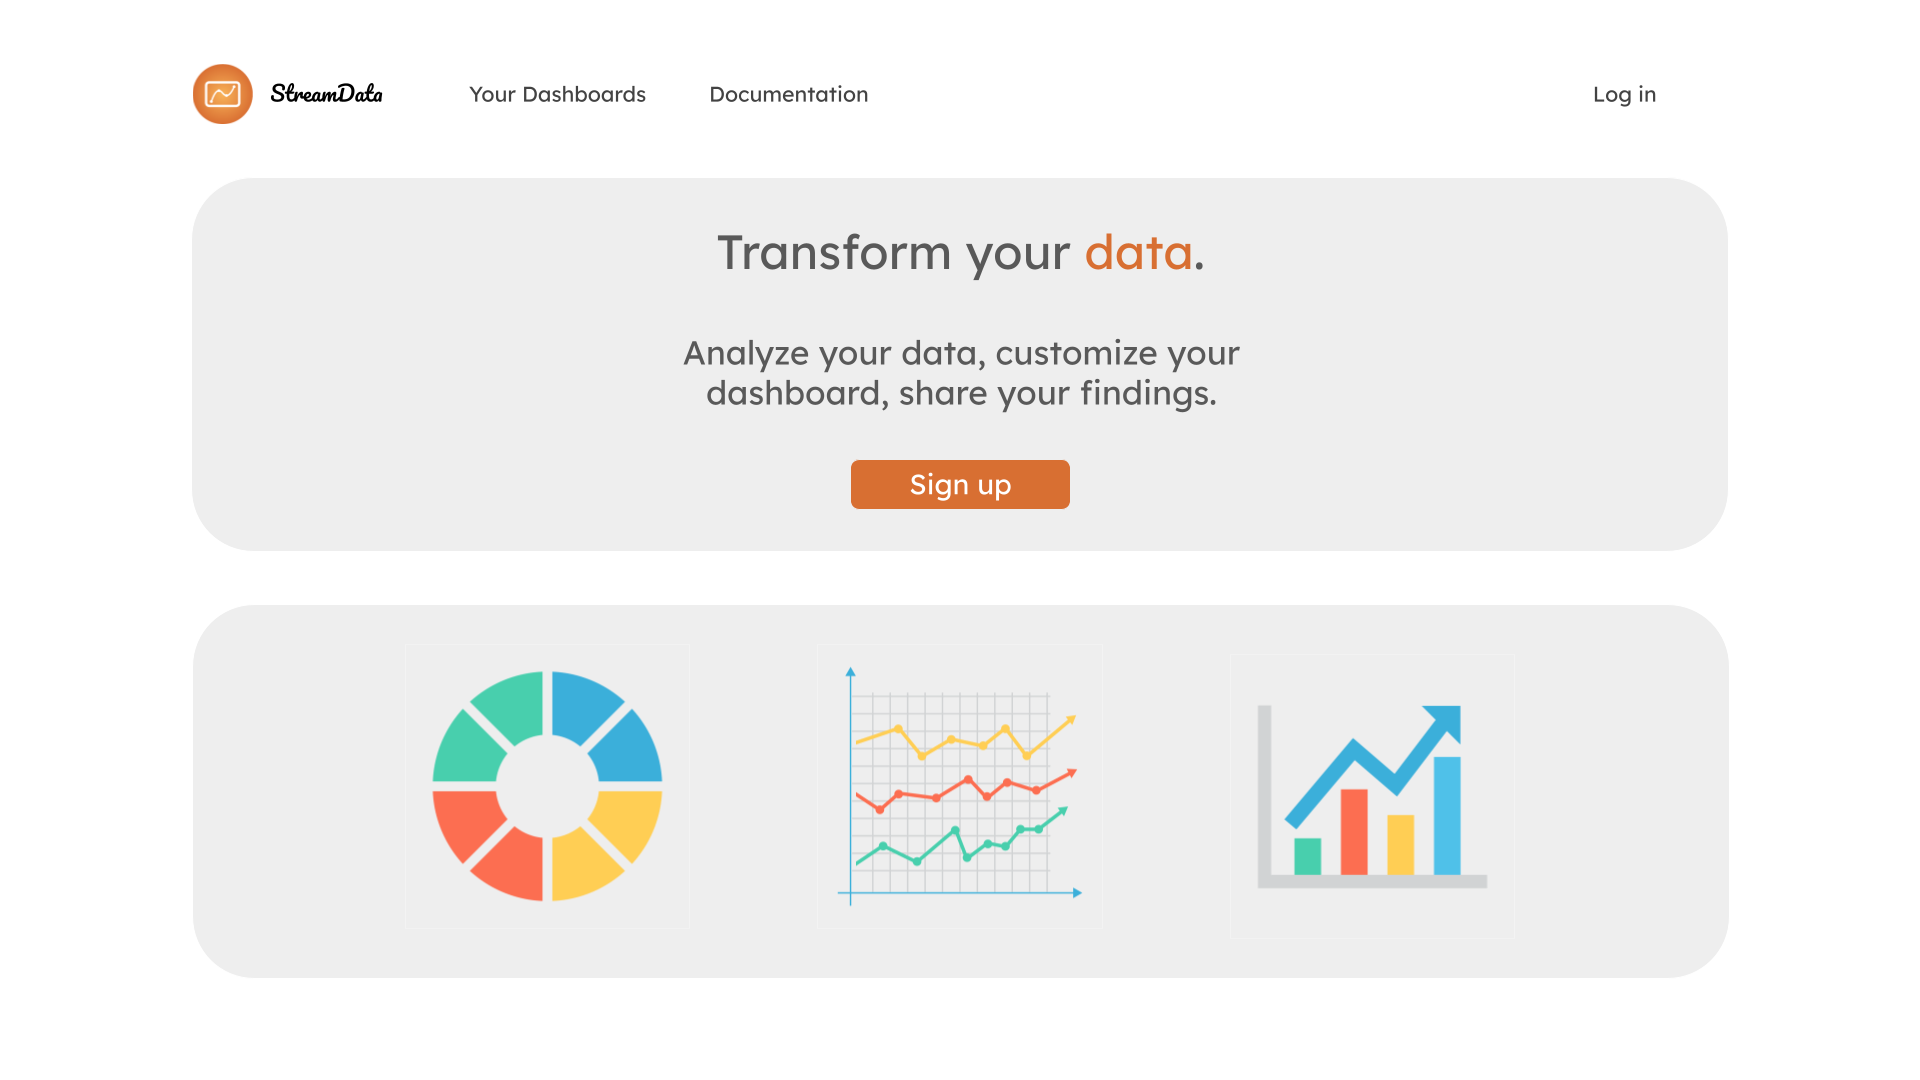 StreamData
Your Dashboards
Documentation
Log in
Transform your data.
Analyze your data, customize your
dashboard, share your findings.
Sign up